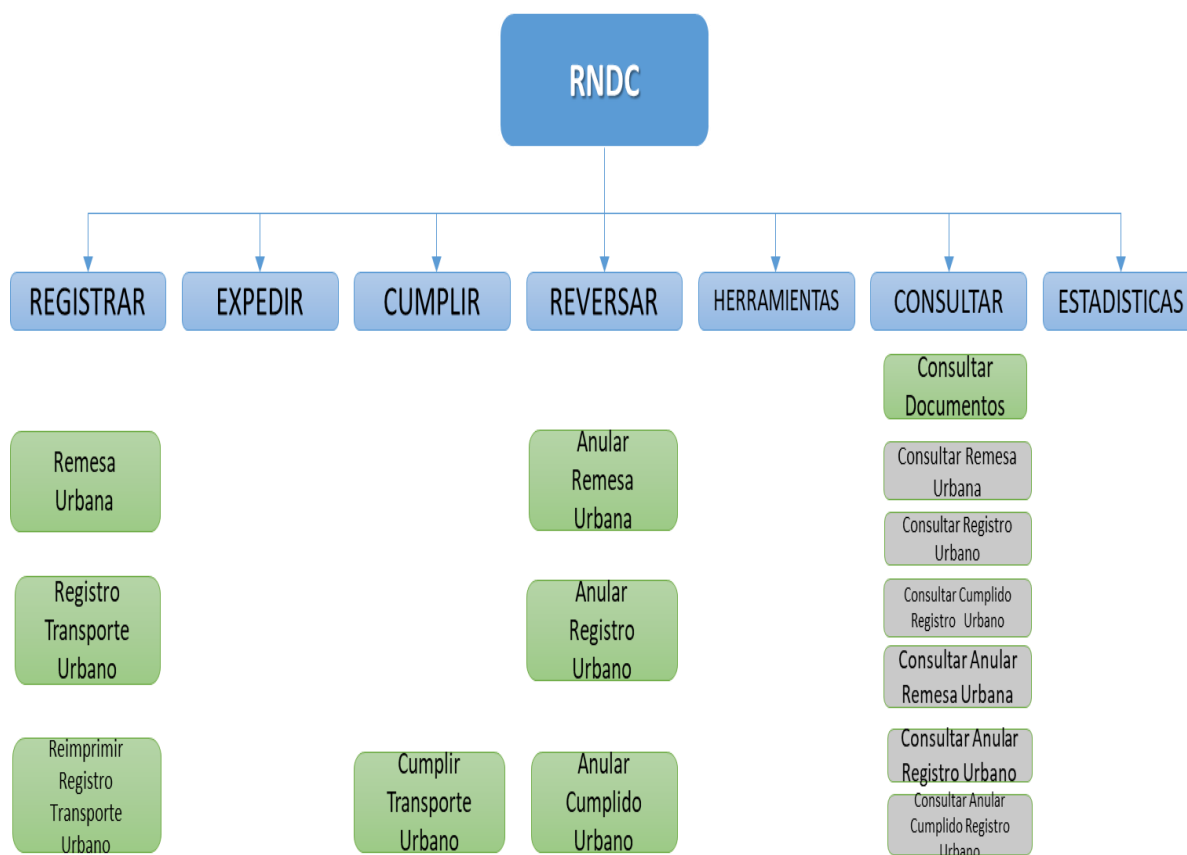 RNDC
REGISTRAR
EXPEDIR
CUMPLIR
REVERSAR
HERRAMIENTAS
CONSULTAR
ESTADISTICAS
Remesa
Urbana
Registro
Transporte
Urbano
Reimprimir
Registro
Transporte
Urbano
Cumplir
Transporte
Urbano
Anular
Remesa
Urbana
Anular
Registro
Urbano
Anular
Cumplido
Urbano
Consultar
Documentos
Consultar Remesa
Urbana
Consultar Registro
Urbano
Consultar Cumplido
Registro Urbano
Consultar Anular
Remesa Urbana
Consultar Anular
Registro Urbano
Consultar Anular
Cumplido Registro
Urbano